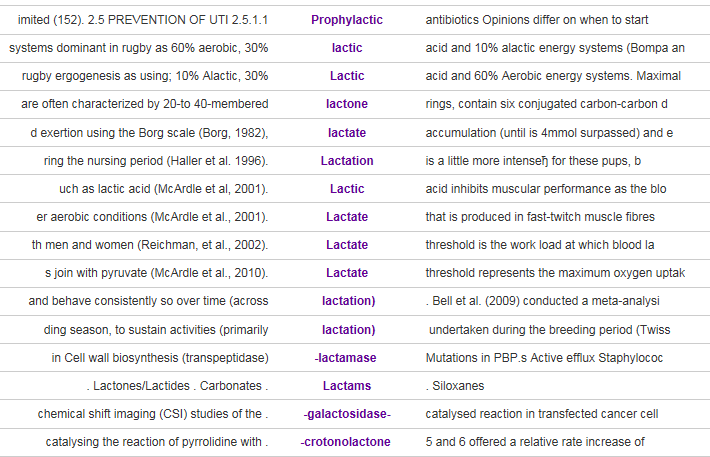 imited (152). 2.5 PREVENTION OF UTI 2.5.1.1 Prophylactic antibiotics Opinions differ on when to start
systems dominant in rugby as 60% aerobic, 30% lactic acid and 10% alactic energy systems (Bompa an
rugby ergogenesis as using; 10% Alactic, 30% Lactic acid and 60% Aerobic energy systems. Maximal
are often characterized by 20-to 40-membered lactone rings, contain six conjugated carbon-carbon d
d exertion using the Borg scale (Borg, 1982), lactate accumulation (until is 4mmol surpassed) and e
ring the nursing period (Haller et al. 1996). Lactation is a little more intenseђ for these pups, b
uch as lactic acid (McArdle et al, 2001). Lactic acid inhibits muscular performance as the blo
er aerobic conditions (McArdle et al., 2001). Lactate that is produced in fast-twitch muscle fibres
th men and women (Reichman, et al., 2002). Lactate threshold is the work load at which blood la
s join with pyruvate (McArdle et al., 2010). Lactate threshold represents the maximum oxygen uptak
and behave consistently so over time (across lactation) . Bell et al. (2009) conducted a meta-analysi
ding season, to sustain activities (primarily lactation) undertaken during the breeding period (Twiss
in Cell wall biosynthesis (transpeptidase) -lactamase Mutations in PBP.s Active efflux Staphylococ
. Lactones/Lactides . Carbonates . Lactams . Siloxanes
chemical shift imaging (CSI) studies of the . -galactosidase- catalysed reaction in transfected cancer cell
catalysing the reaction of pyrrolidine with . -crotonolactone 5 and 6 offered a relative rate increase of